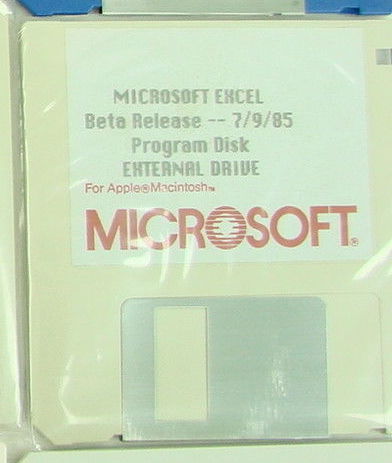 MICROSOFT EXCEL
Beta Release -- 7/9/85
Program Disk
EXTERNAL DRIVE
For Apple® Macintosh™
MICROSOFT®